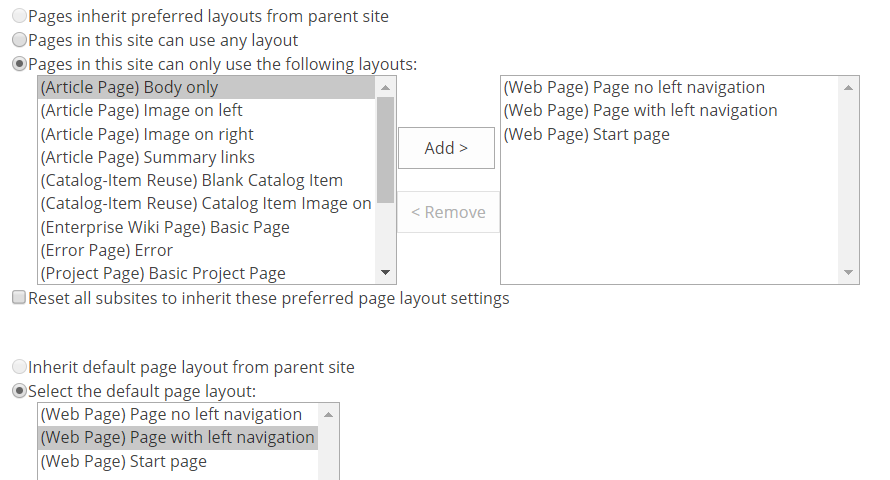 Pages inherit preferred layouts from parent site
Pages in this site can use any layout
Pages in this site can only use the following layouts:
(Article Page) Body only
(Article Page) Image on left
(Article Page) Image on right
(Article Page) Summary links
(Catalog-Item Reuse) Blank Catalog Item
(Catalog-Item Reuse) Catalog Item Image on
(Enterprise Wiki Page) Basic Page
(Error Page) Error
(Project Page) Basic Project Page
Add >
< Remove
(Web Page) Page no left navigation
(Web Page) Page with left navigation
(Web Page) Start page
Reset all subsites to inherit these preferred page layout settings
Inherit default page layout from parent site
Select the default page layout:
(Web Page) Page no left navigation
(Web Page) Page with left navigation
(Web Page) Start page